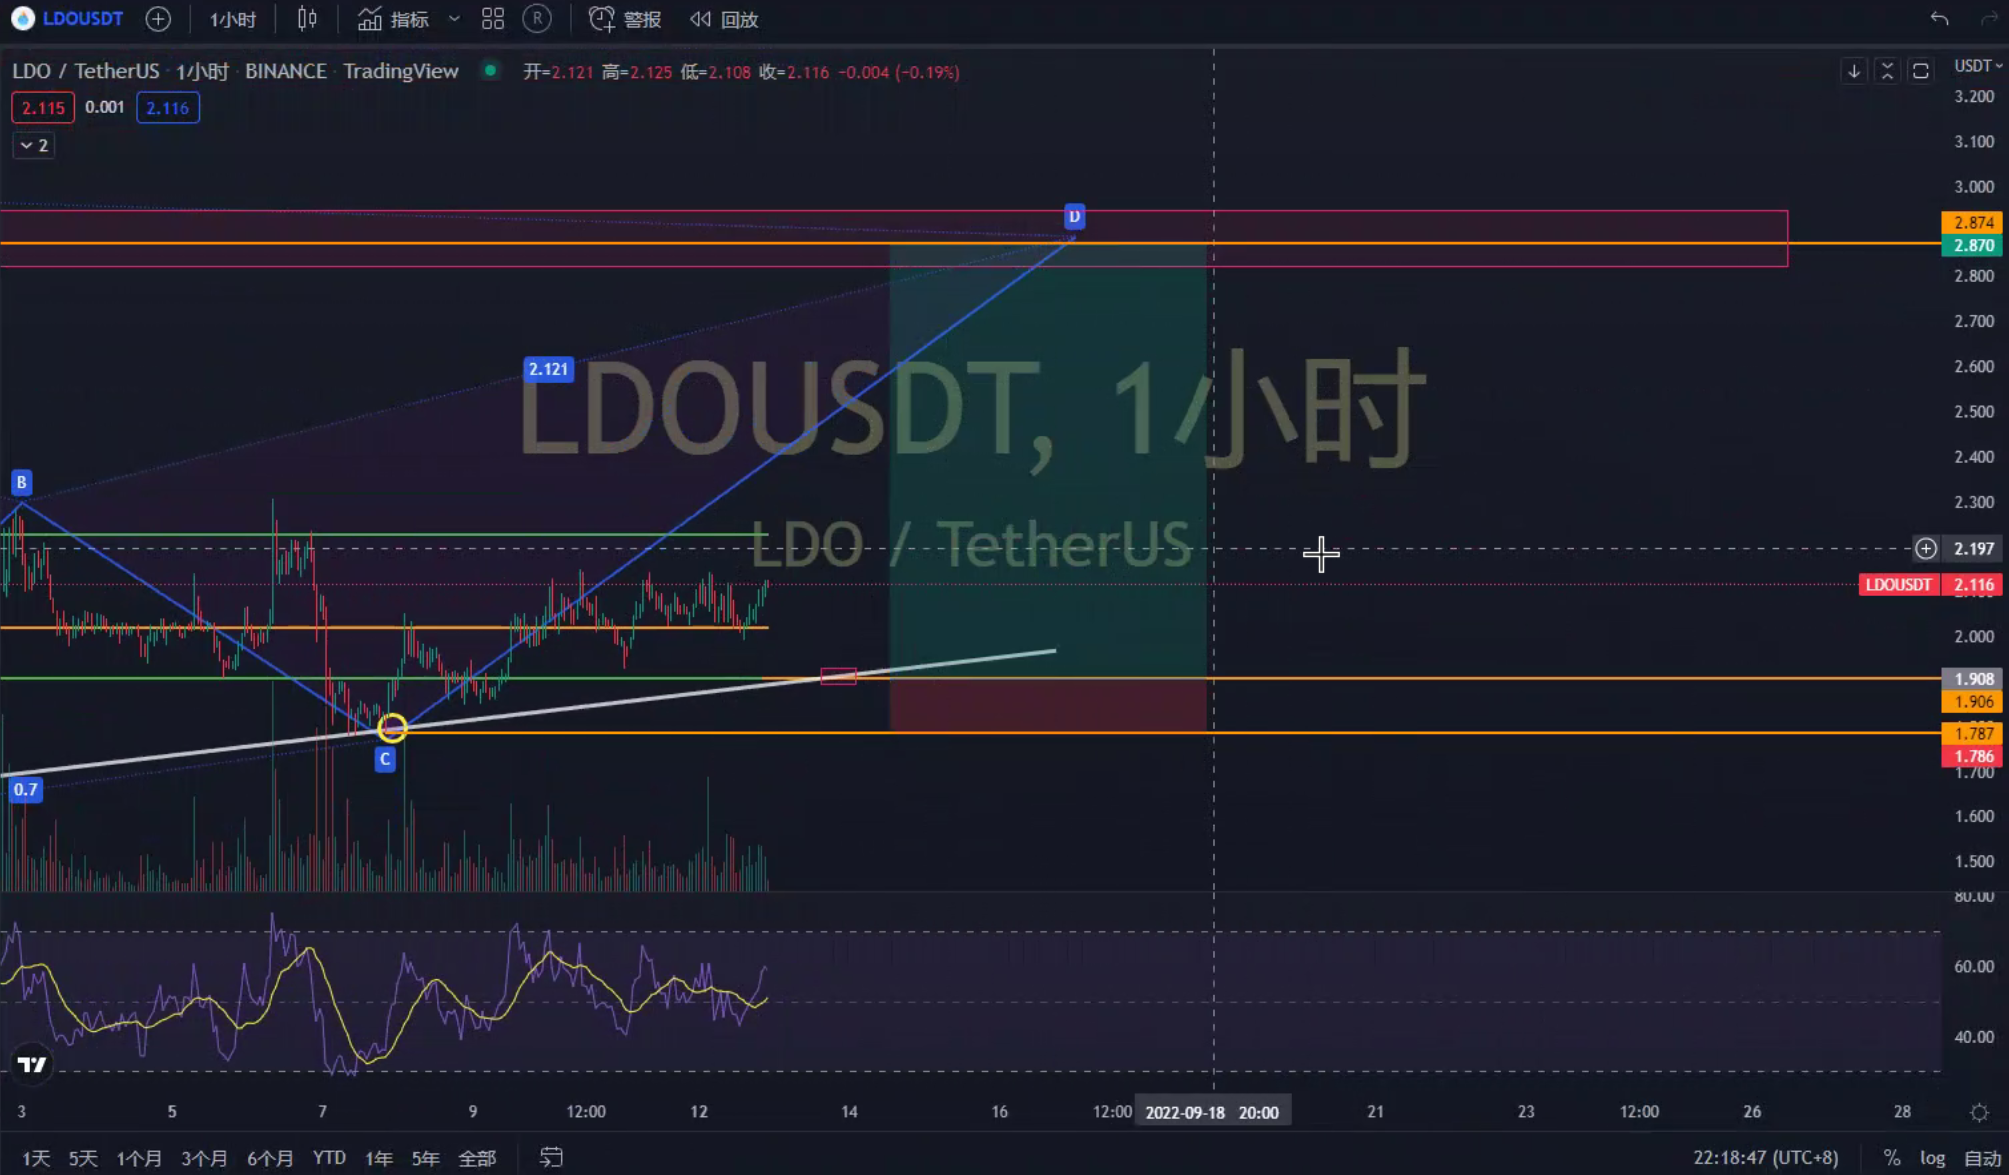 LDOUSDT 1小时 指标 R 警报 回放
LDO / TetherUS · 1小时 · BINANCE · TradingView 开=2.121 高=2.125 低=2.108 收=2.116 −0.004 (−0.19%)
USDT
2.115 0.001 2.116
2
3.200
3.100
3.000
D
2.874
2.870
2.800
2.700
2.600
2.121
LDOUSDT, 1小时
2.500
2.400
B
2.300
LDO / TetherUS
2.197
LDOUSDT 2.116
2.000
1.908
1.906
1.787
1.786
C
1.700
0.7
1.600
1.500
80.00
60.00
40.00
3 5 7 9 12:00 12 14 16 12:00 2022-09-18 20:00 21 23 12:00 26 28
1天 5天 1个月 3个月 6个月 YTD 1年 5年 全部 22:18:47 (UTC+8) % log 自动